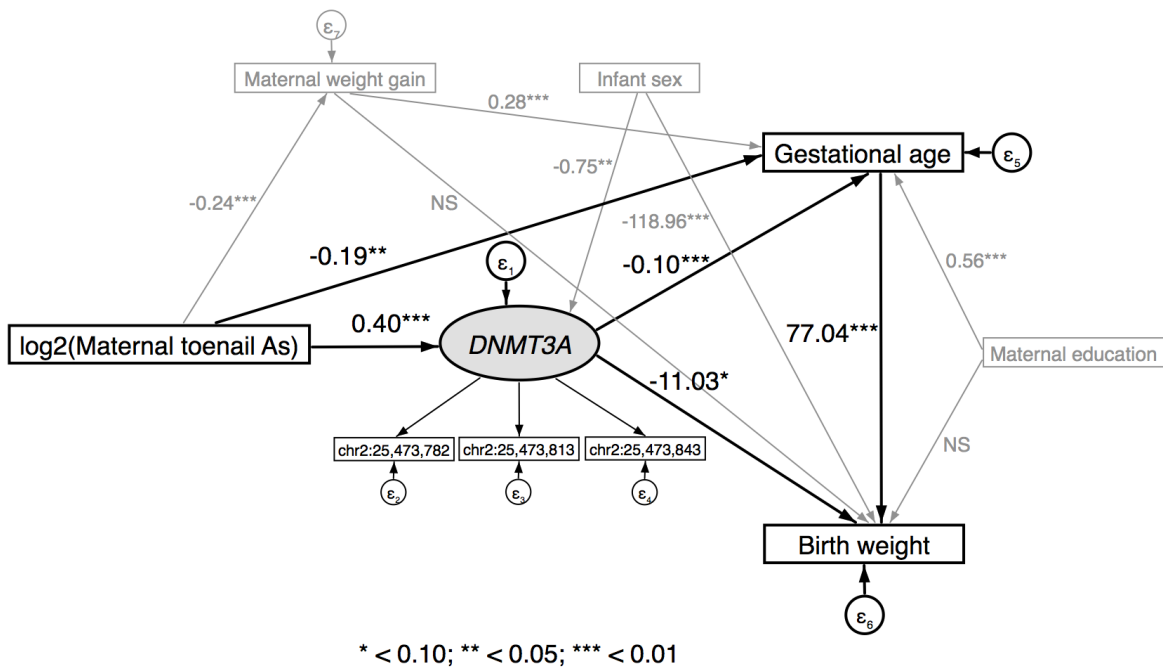 ε7
Maternal weight gain
Infant sex
0.28***
Gestational age
ε5
-0.75**
-0.24***
NS
-118.96***
-0.19**
ε1
-0.10***
0.56***
log2(Maternal toenail As)
0.40***
DNMT3A
77.04***
Maternal education
-11.03*
chr2:25,473,782
chr2:25,473,813
chr2:25,473,843
NS
ε2
ε3
ε4
Birth weight
ε6
* < 0.10; ** < 0.05; *** < 0.01